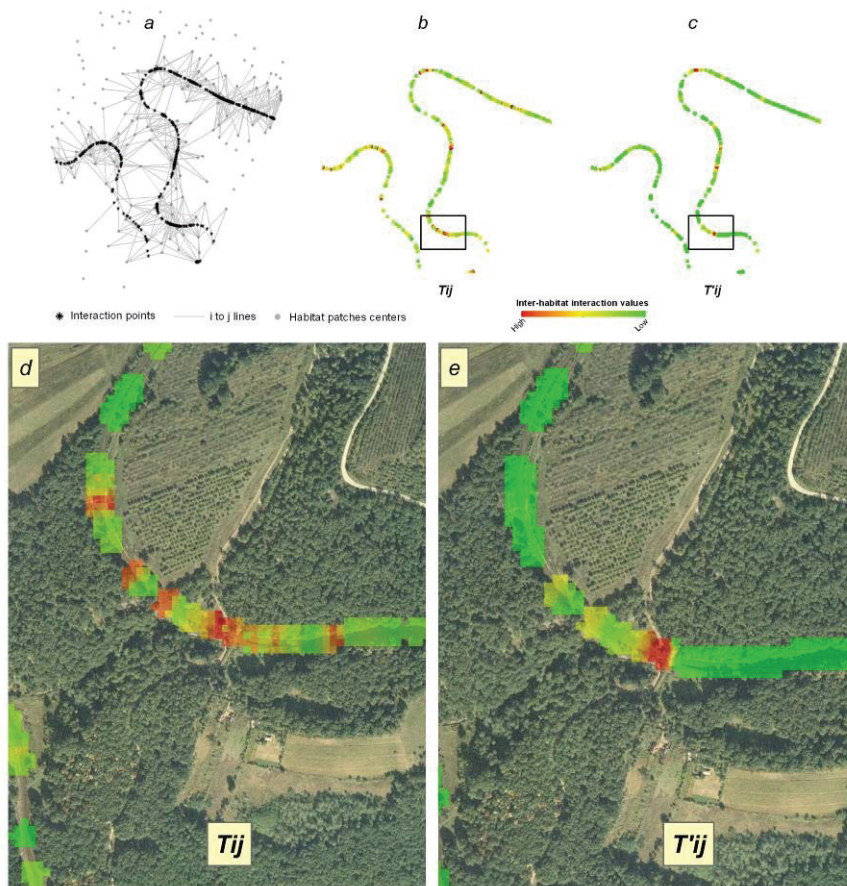 a
b
c
Tij
T'ij
Interaction points
i to j lines
Habitat patches centers
Inter-habitat interaction values
High
Low
d
e
Tij
T'ij